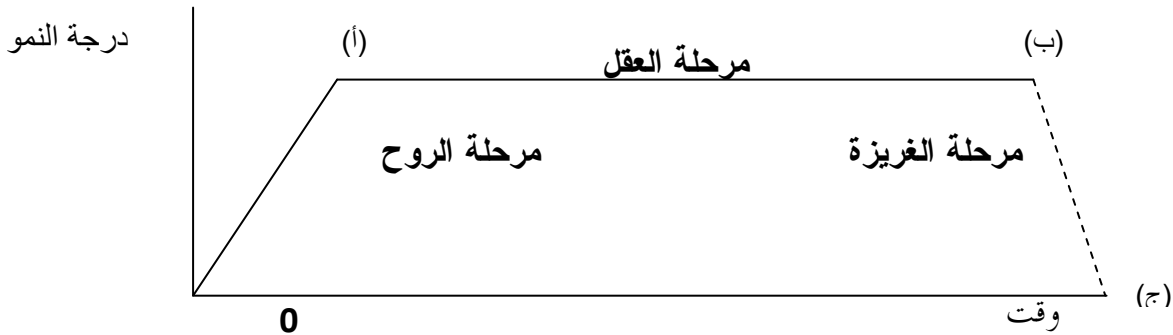 درجة النمو
(أ)
(ب)
مرحلة العقل
مرحلة الروح
مرحلة الغريزة
(ج)
0
وقت